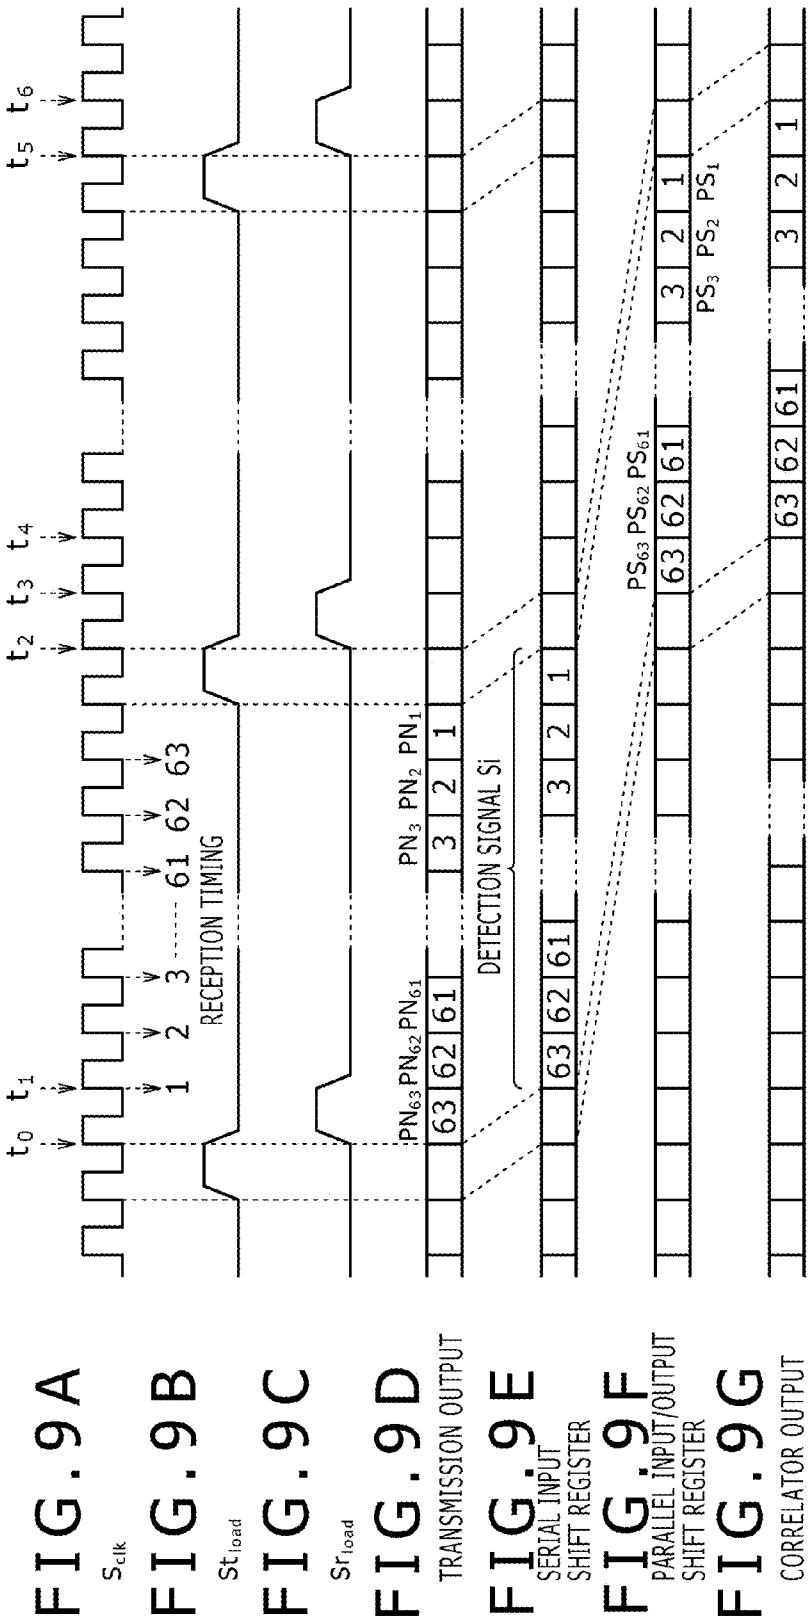 t₀ t₁ t₂ t₃ t₄ t₅ t₆
FIG.9A
S_clk
1 2 3 61 62 63
RECEPTION TIMING
FIG.9B
St_load
FIG.9C
Sr_load
PN₆₃ PN₆₂ PN₆₁ PN₃ PN₂ PN₁
FIG.9D
63 62 61 3 2 1
TRANSMISSION OUTPUT
DETECTION SIGNAL Si
FIG.9E
63 62 61 3 2 1
SERIAL INPUT
SHIFT REGISTER
PS₆₃ PS₆₂ PS₆₁
FIG.9F
63 62 61 3 2 1
PARALLEL INPUT/OUTPUT
SHIFT REGISTER
PS₃ PS₂ PS₁
FIG.9G
63 62 61 3 2 1
CORRELATOR OUTPUT